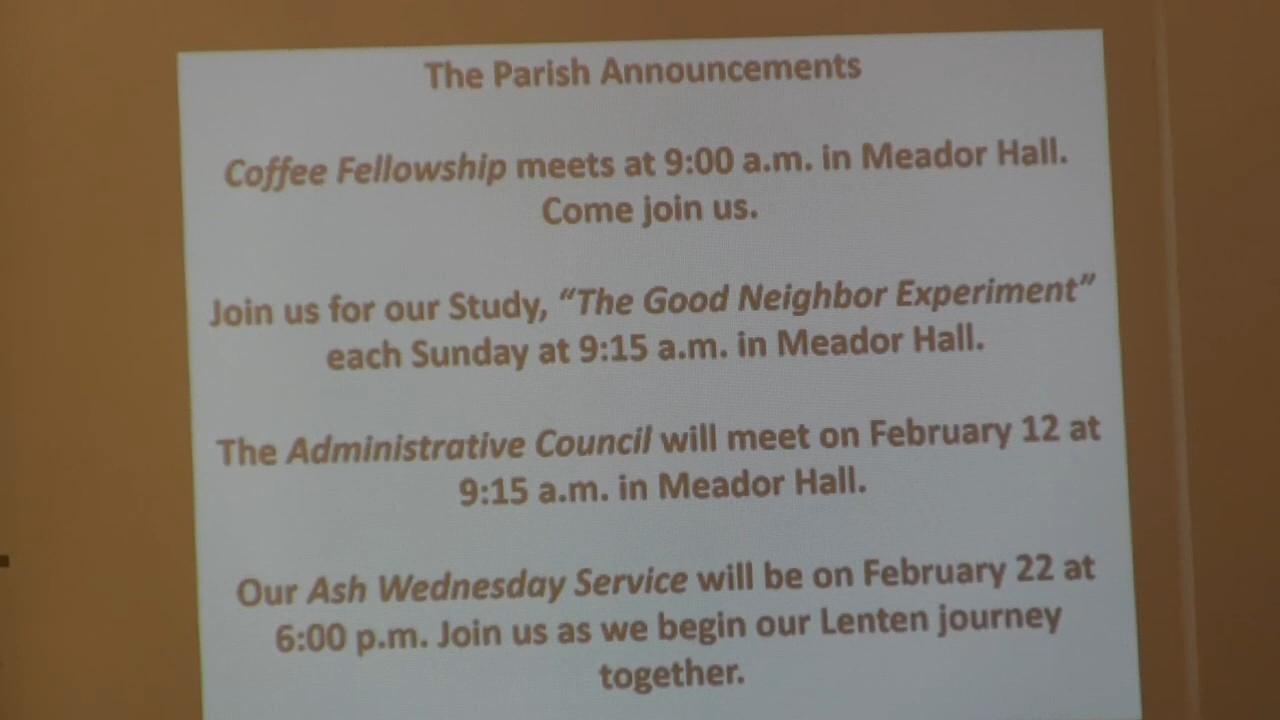 The Parish Announcements
Coffee Fellowship meets at 9:00 a.m. in Meador Hall.
Come join us.
Join us for our Study, “The Good Neighbor Experiment”
each Sunday at 9:15 a.m. in Meador Hall.
The Administrative Council will meet on February 12 at
9:15 a.m. in Meador Hall.
Our Ash Wednesday Service will be on February 22 at
6:00 p.m. Join us as we begin our Lenten journey
together.